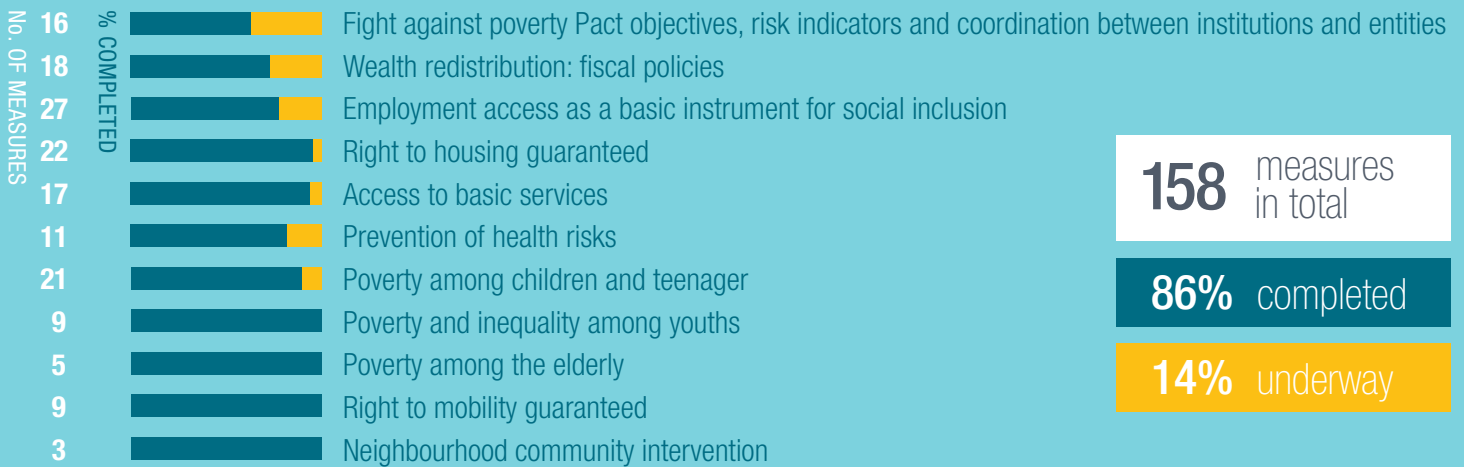 No. OF MEASURES
% COMPLETED
16 Fight against poverty Pact objectives, risk indicators and coordination between institutions and entities
18 Wealth redistribution: fiscal policies
27 Employment access as a basic instrument for social inclusion
22 Right to housing guaranteed
17 Access to basic services
11 Prevention of health risks
21 Poverty among children and teenager
9 Poverty and inequality among youths
5 Poverty among the elderly
9 Right to mobility guaranteed
3 Neighbourhood community intervention
158 measures
in total
86% completed
14% underway